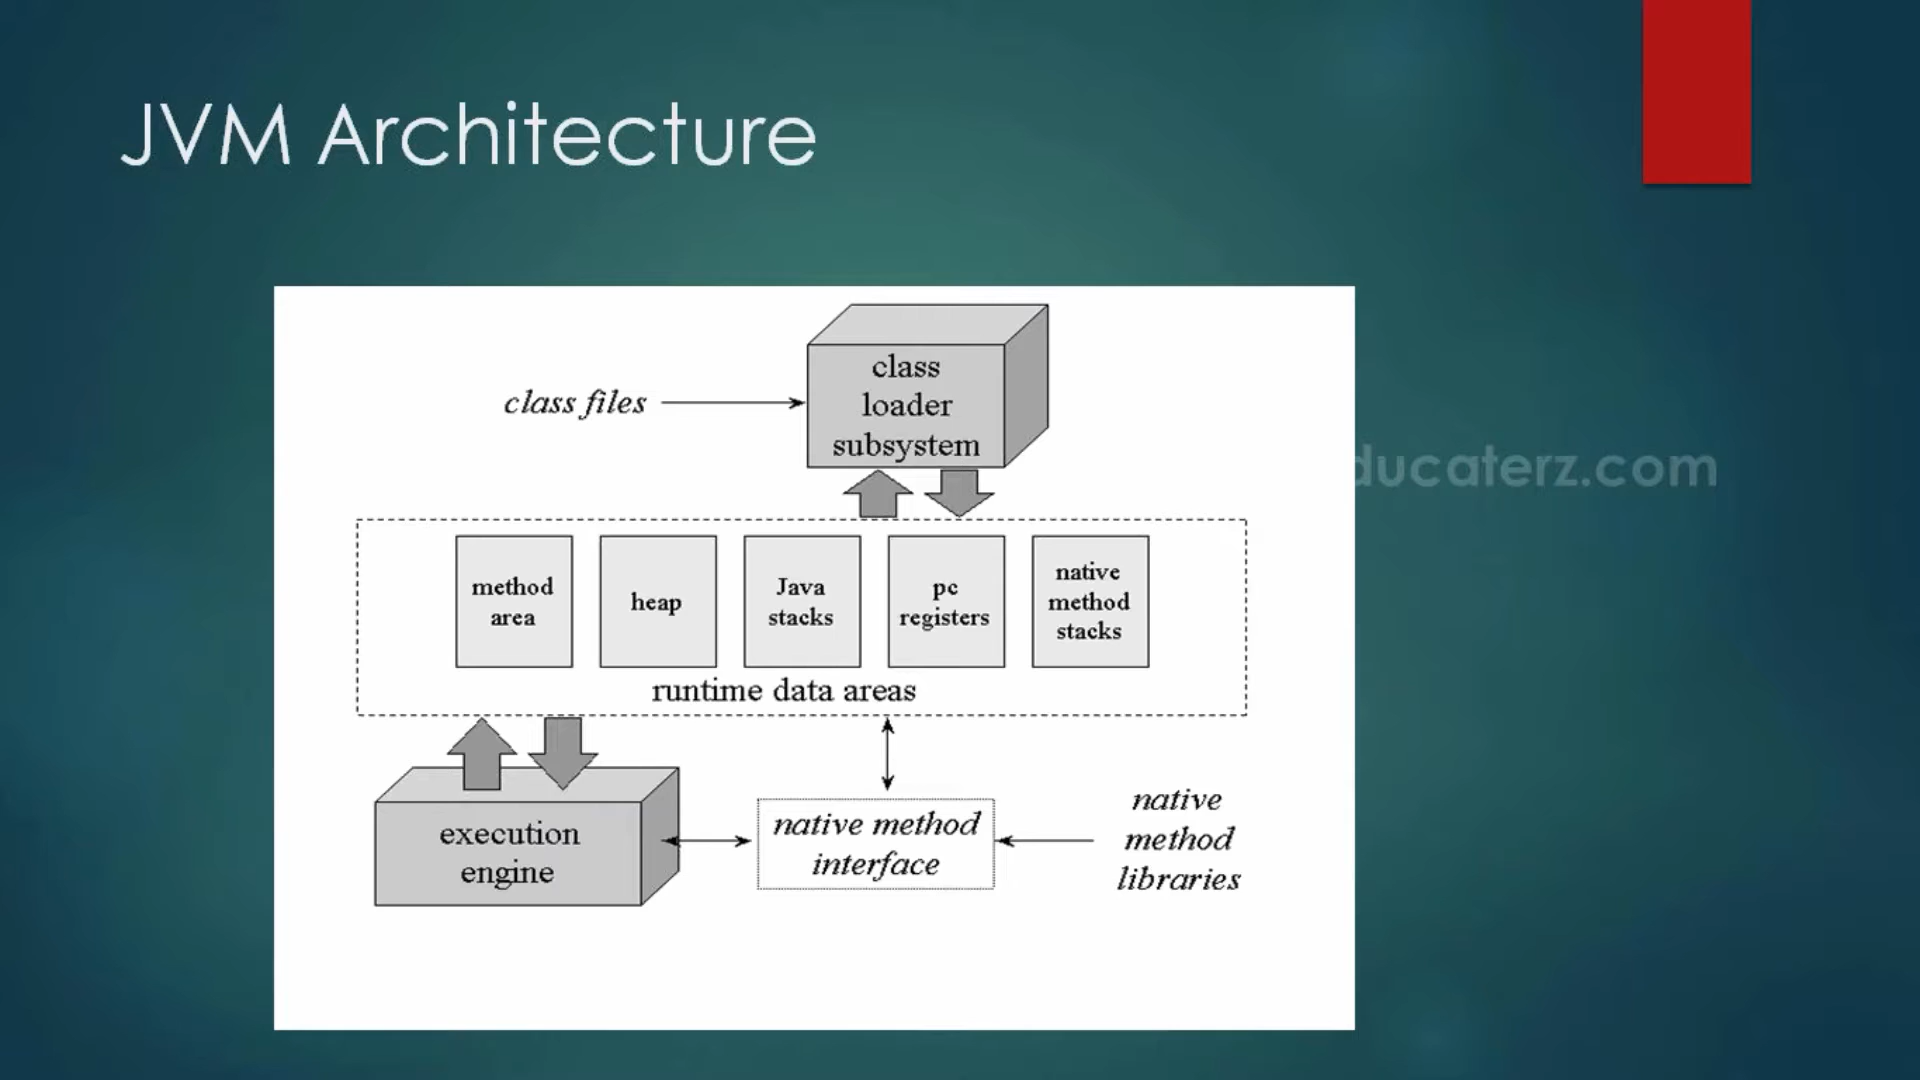 JVM Architecture
class
loader
subsystem
class files
ducaterz.com
method
area
heap
Java
stacks
pc
registers
native
method
stacks
runtime data areas
execution
engine
native method
interface
native
method
libraries